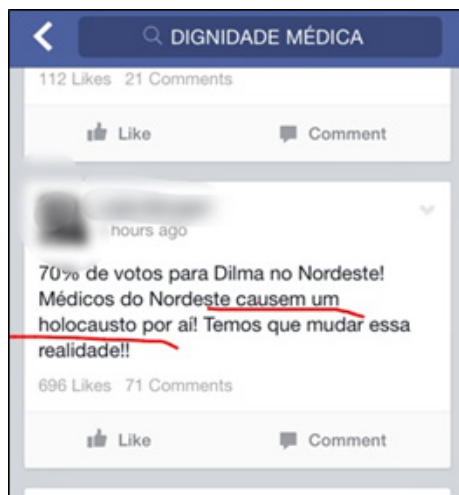 DIGNIDADE MÉDICA
112 Likes 21 Comments
Like Comment
hours ago
70% de votos para Dilma no Nordeste!
Médicos do Nordeste causem um
holocausto por aí! Temos que mudar essa
realidade!!
696 Likes 71 Comments
Like Comment